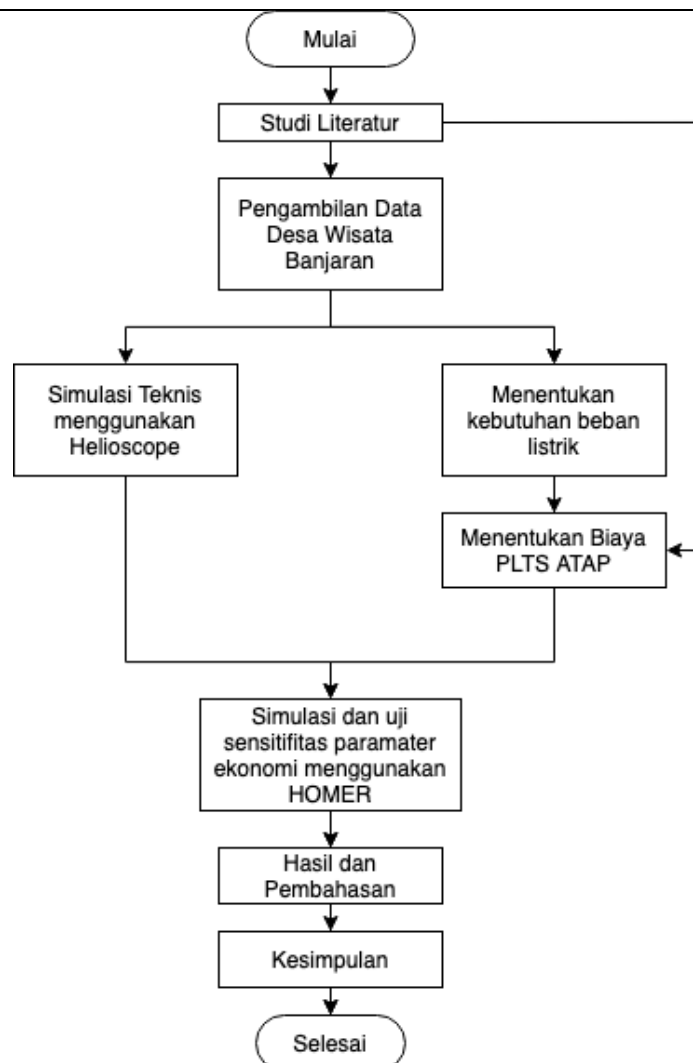 Mulai
Studi Literatur
Pengambilan Data
Desa Wisata
Banjaran
Simulasi Teknis
menggunakan
Helioscope
Menentukan
kebutuhan beban
listrik
Menentukan Biaya
PLTS ATAP
Simulasi dan uji
sensitifitas paramater
ekonomi menggunakan
HOMER
Hasil dan
Pembahasan
Kesimpulan
Selesai